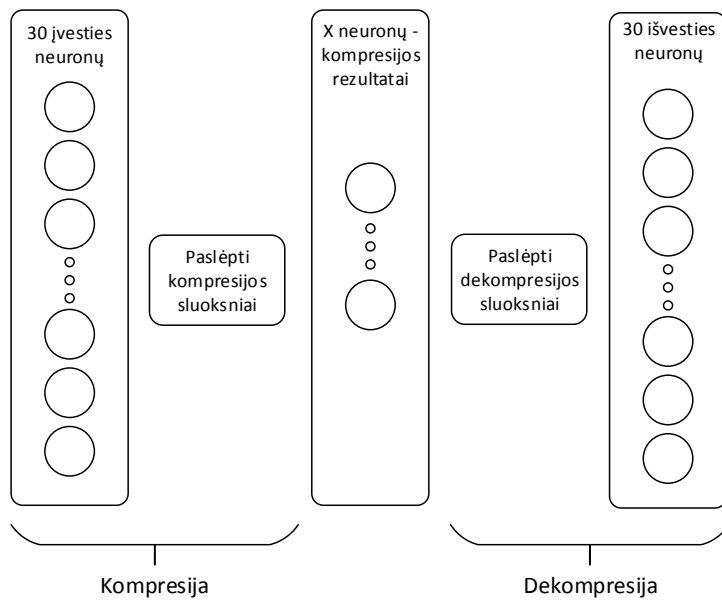 30 įvesties
neuronų
X neuronų -
kompresijos
rezultatai
30 išvesties
neuronų
Paslėpti
kompresijos
sluoksniai
Paslėpti
dekompresijos
sluoksniai
Kompresija
Dekompresija